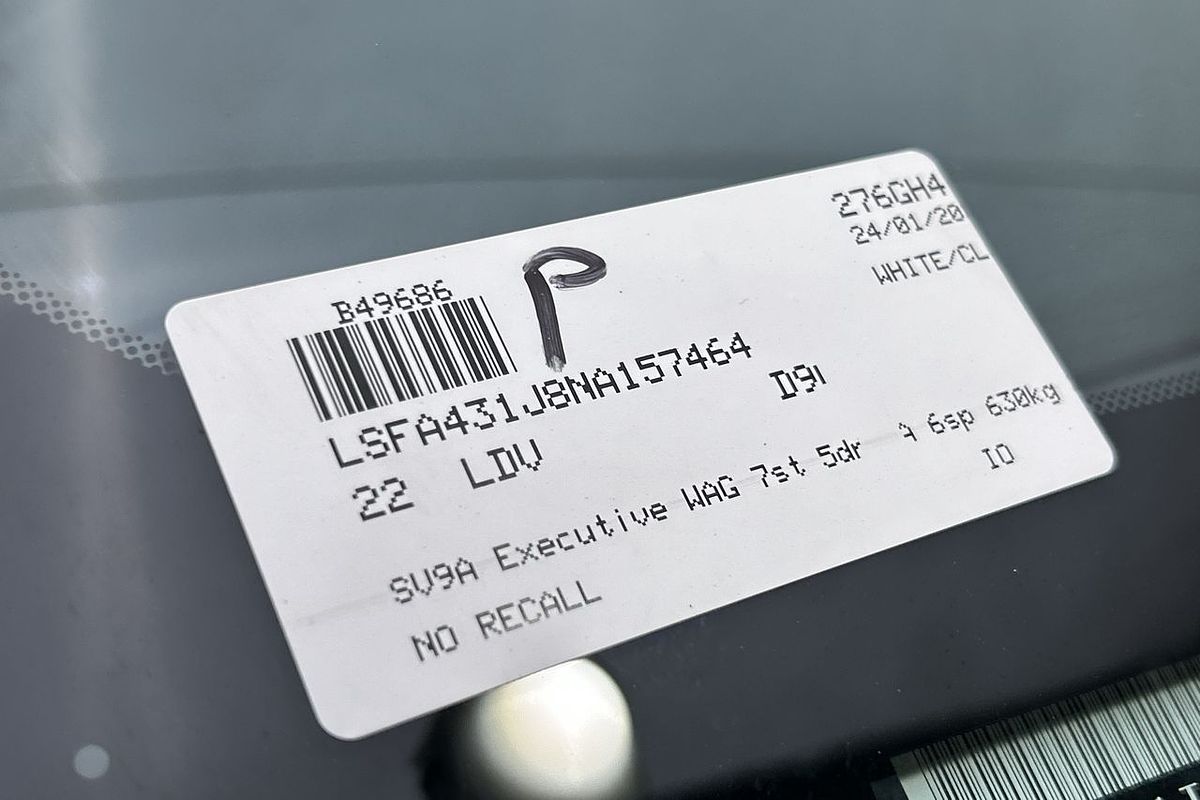 276GH4
24/01/20
WHITE/CL
B49686
P
LSFA431J8NA157464
22 LDV D9
SV9A Executive WAG 7st 5dr A 6sp 630kg
NO RECALL IO